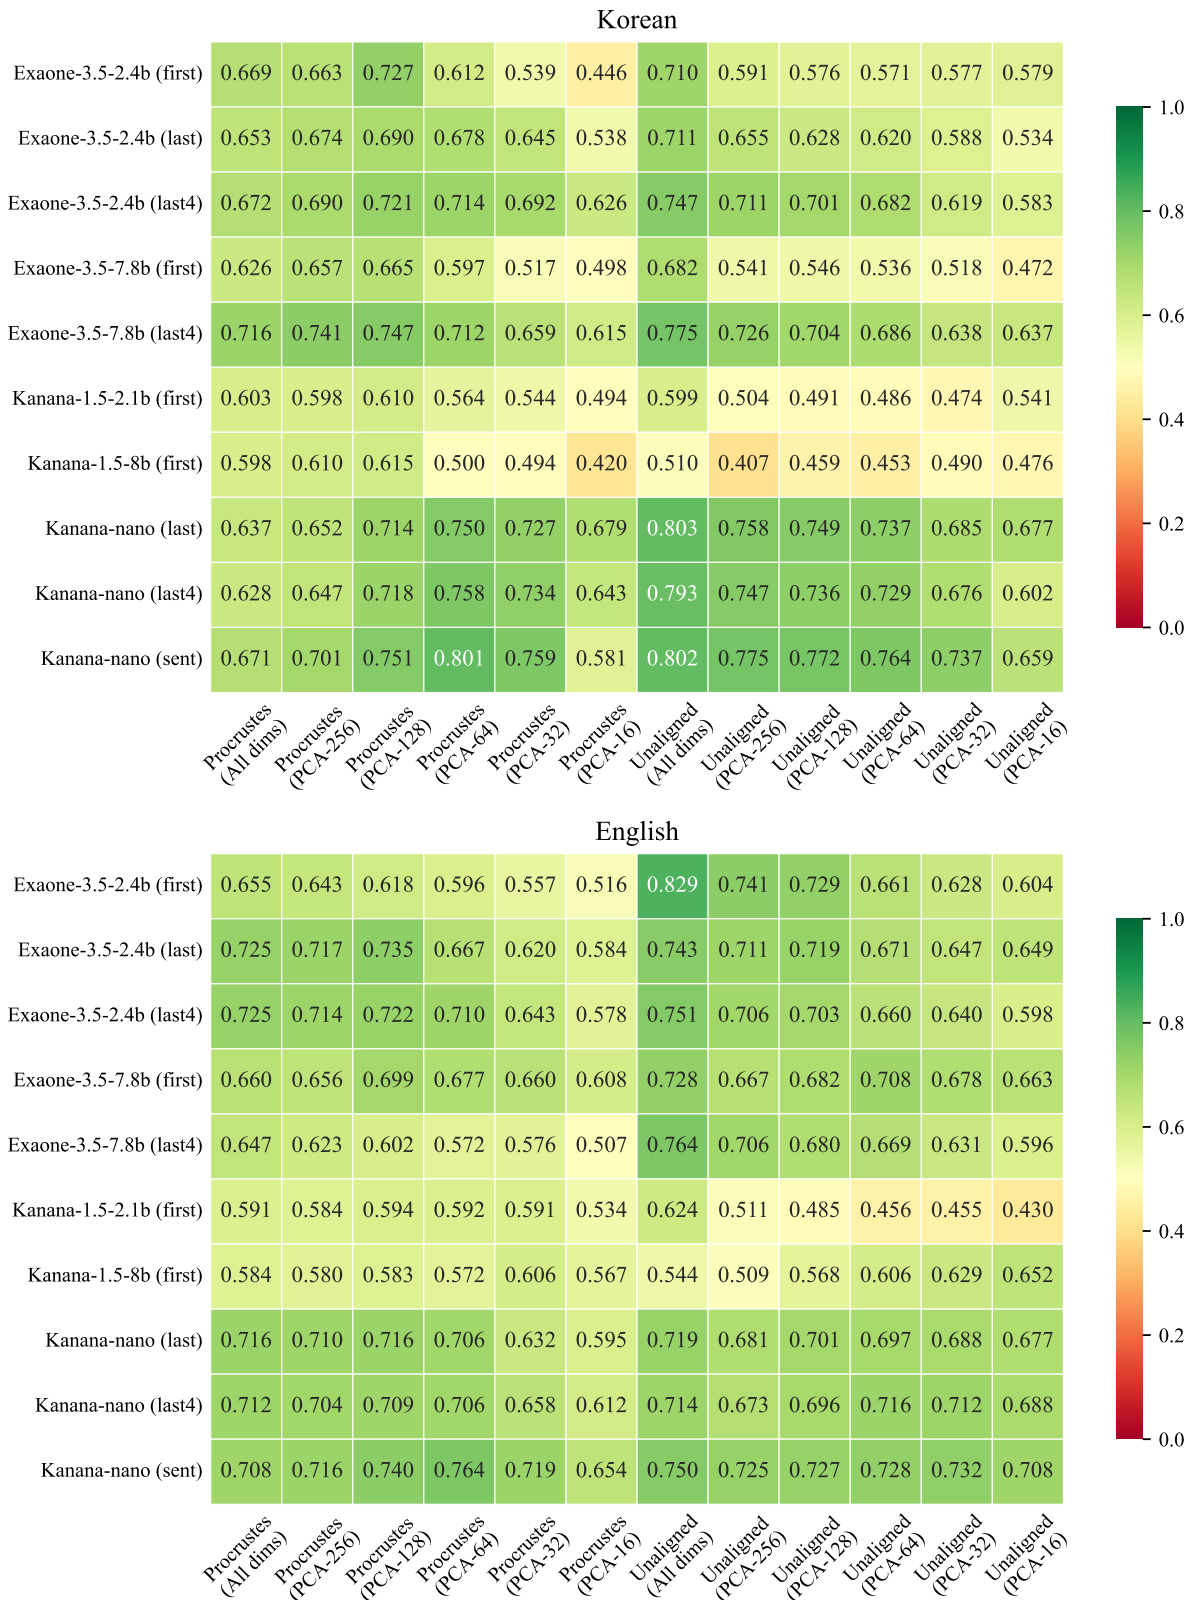 Korean
Exaone-3.5-2.4b (first) 0.669 0.663 0.727 0.612 0.539 0.446 0.710 0.591 0.576 0.571 0.577 0.579
Exaone-3.5-2.4b (last) 0.653 0.674 0.690 0.678 0.645 0.538 0.711 0.655 0.628 0.620 0.588 0.534
Exaone-3.5-2.4b (last4) 0.672 0.690 0.721 0.714 0.692 0.626 0.747 0.711 0.701 0.682 0.619 0.583
Exaone-3.5-7.8b (first) 0.626 0.657 0.665 0.597 0.517 0.498 0.682 0.541 0.546 0.536 0.518 0.472
Exaone-3.5-7.8b (last4) 0.716 0.741 0.747 0.712 0.659 0.615 0.775 0.726 0.704 0.686 0.638 0.637
Kanana-1.5-2.1b (first) 0.603 0.598 0.610 0.564 0.544 0.494 0.599 0.504 0.491 0.486 0.474 0.541
Kanana-1.5-8b (first) 0.598 0.610 0.615 0.500 0.494 0.420 0.510 0.407 0.459 0.453 0.490 0.476
Kanana-nano (last) 0.637 0.652 0.714 0.750 0.727 0.679 0.803 0.758 0.749 0.737 0.685 0.677
Kanana-nano (last4) 0.628 0.647 0.718 0.758 0.734 0.643 0.793 0.747 0.736 0.729 0.676 0.602
Kanana-nano (sent) 0.671 0.701 0.751 0.801 0.759 0.581 0.802 0.775 0.772 0.764 0.737 0.659
Procrustes
(All dims)
Procrustes
(PCA-256)
Procrustes
(PCA-128)
Procrustes
(PCA-64)
Procrustes
(PCA-32)
Procrustes
(PCA-16)
Unaligned
(All dims)
Unaligned
(PCA-256)
Unaligned
(PCA-128)
Unaligned
(PCA-64)
Unaligned
(PCA-32)
Unaligned
(PCA-16)
1.0
0.8
0.6
0.4
0.2
0.0
English
Exaone-3.5-2.4b (first) 0.655 0.643 0.618 0.596 0.557 0.516 0.829 0.741 0.729 0.661 0.628 0.604
Exaone-3.5-2.4b (last) 0.725 0.717 0.735 0.667 0.620 0.584 0.743 0.711 0.719 0.671 0.647 0.649
Exaone-3.5-2.4b (last4) 0.725 0.714 0.722 0.710 0.643 0.578 0.751 0.706 0.703 0.660 0.640 0.598
Exaone-3.5-7.8b (first) 0.660 0.656 0.699 0.677 0.660 0.608 0.728 0.667 0.682 0.708 0.678 0.663
Exaone-3.5-7.8b (last4) 0.647 0.623 0.602 0.572 0.576 0.507 0.764 0.706 0.680 0.669 0.631 0.596
Kanana-1.5-2.1b (first) 0.591 0.584 0.594 0.592 0.591 0.534 0.624 0.511 0.485 0.456 0.455 0.430
Kanana-1.5-8b (first) 0.584 0.580 0.583 0.572 0.606 0.567 0.544 0.509 0.568 0.606 0.629 0.652
Kanana-nano (last) 0.716 0.710 0.716 0.706 0.632 0.595 0.719 0.681 0.701 0.697 0.688 0.677
Kanana-nano (last4) 0.712 0.704 0.709 0.706 0.658 0.612 0.714 0.673 0.696 0.716 0.712 0.688
Kanana-nano (sent) 0.708 0.716 0.740 0.764 0.719 0.654 0.750 0.725 0.727 0.728 0.732 0.708
Procrustes
(All dims)
Procrustes
(PCA-256)
Procrustes
(PCA-128)
Procrustes
(PCA-64)
Procrustes
(PCA-32)
Procrustes
(PCA-16)
Unaligned
(All dims)
Unaligned
(PCA-256)
Unaligned
(PCA-128)
Unaligned
(PCA-64)
Unaligned
(PCA-32)
Unaligned
(PCA-16)
1.0
0.8
0.6
0.4
0.2
0.0